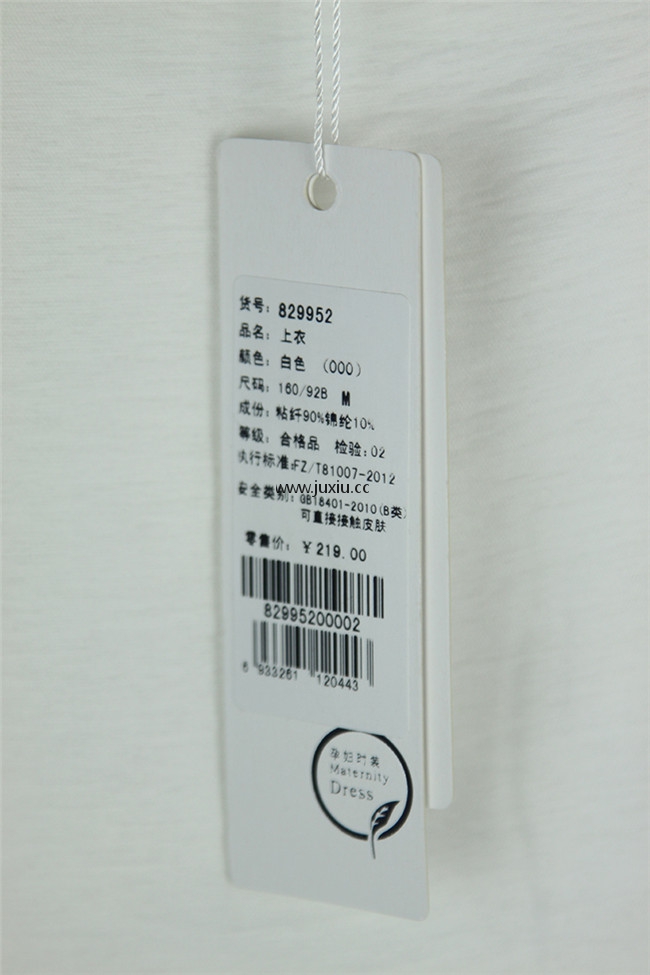 货号: 829952
品名: 上衣
颜色: 白色 (000)
尺码: 160/92B M
成份: 粘纤90%锦纶10%
等级: 合格品 检验:02
执行标准:FZ/T81007-2012
www.juxiu.cc
安全类别: GB18401-2010(B类)
可直接接触皮肤
零售价: ¥219.00
82995200002
6 933261 120443
孕妇时装
Maternity
Dress